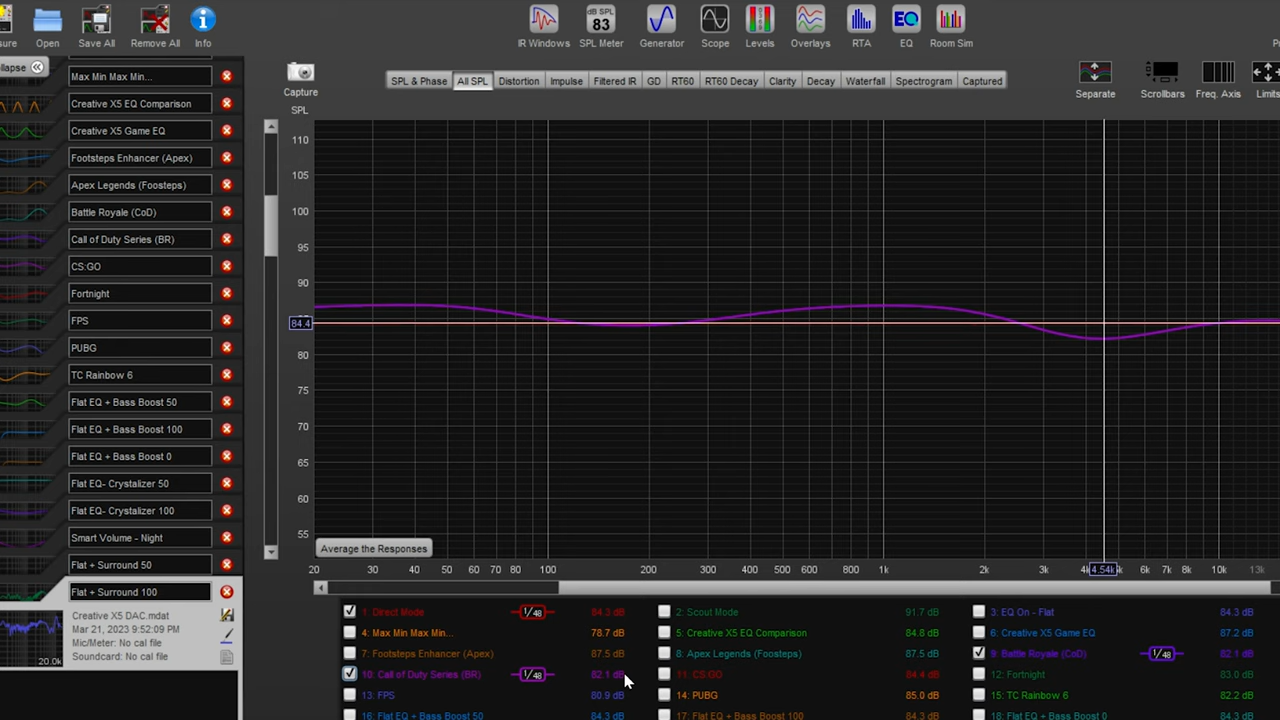 dB SPL
83
EQ
sure Open Save All Remove All Info IR Windows SPL Meter Generator Scope Levels Overlays RTA EQ Room Sim
lapse
Capture
SPL & Phase All SPL Distortion Impulse Filtered IR GD RT60 RT60 Decay Clarity Decay Waterfall Spectrogram Captured
Separate Scrollbars Freq. Axis Limits
SPL
Max Min Max Min...
Creative X5 EQ Comparison
Creative X5 Game EQ
Footsteps Enhancer (Apex)
Apex Legends (Foosteps)
Battle Royale (CoD)
Call of Duty Series (BR)
CS:GO
Fortnight
FPS
PUBG
TC Rainbow 6
Flat EQ + Bass Boost 50
Flat EQ + Bass Boost 100
Flat EQ + Bass Boost 0
Flat EQ- Crystalizer 50
Flat EQ- Crystalizer 100
Smart Volume - Night
Flat + Surround 50
Flat + Surround 100
Creative X5 DAC.mdat
Mar 21, 2023 9:52:09 PM
Mic/Meter: No cal file
Soundcard: No cal file
20.0k
110
105
100
95
90
84.4
80
75
70
65
60
55
Average the Responses
20 30 40 50 60 70 80 100 200 300 400 500 600 800 1k 2k 3k 4k 4.54k 6k 7k 8k 10k 13k
1: Direct Mode 1/48 84.3 dB 2: Scout Mode 91.7 dB 3: EQ On - Flat 84.3 dB
4: Max Min Max Min... 78.7 dB 5: Creative X5 EQ Comparison 84.8 dB 6: Creative X5 Game EQ 87.2 dB
7: Footsteps Enhancer (Apex) 87.5 dB 8: Apex Legends (Foosteps) 87.5 dB 9: Battle Royale (CoD) 1/48 82.1 dB
10: Call of Duty Series (BR) 1/48 82.1 dB 11: CS:GO 84.4 dB 12: Fortnight 83.0 dB
13: FPS 80.9 dB 14: PUBG 85.0 dB 15: TC Rainbow 6 82.2 dB
16: Flat EQ + Bass Boost 50 84.3 dB 17: Flat EQ + Bass Boost 100 84.3 dB 18: Flat EQ + Bass Boost 0 84.3 dB